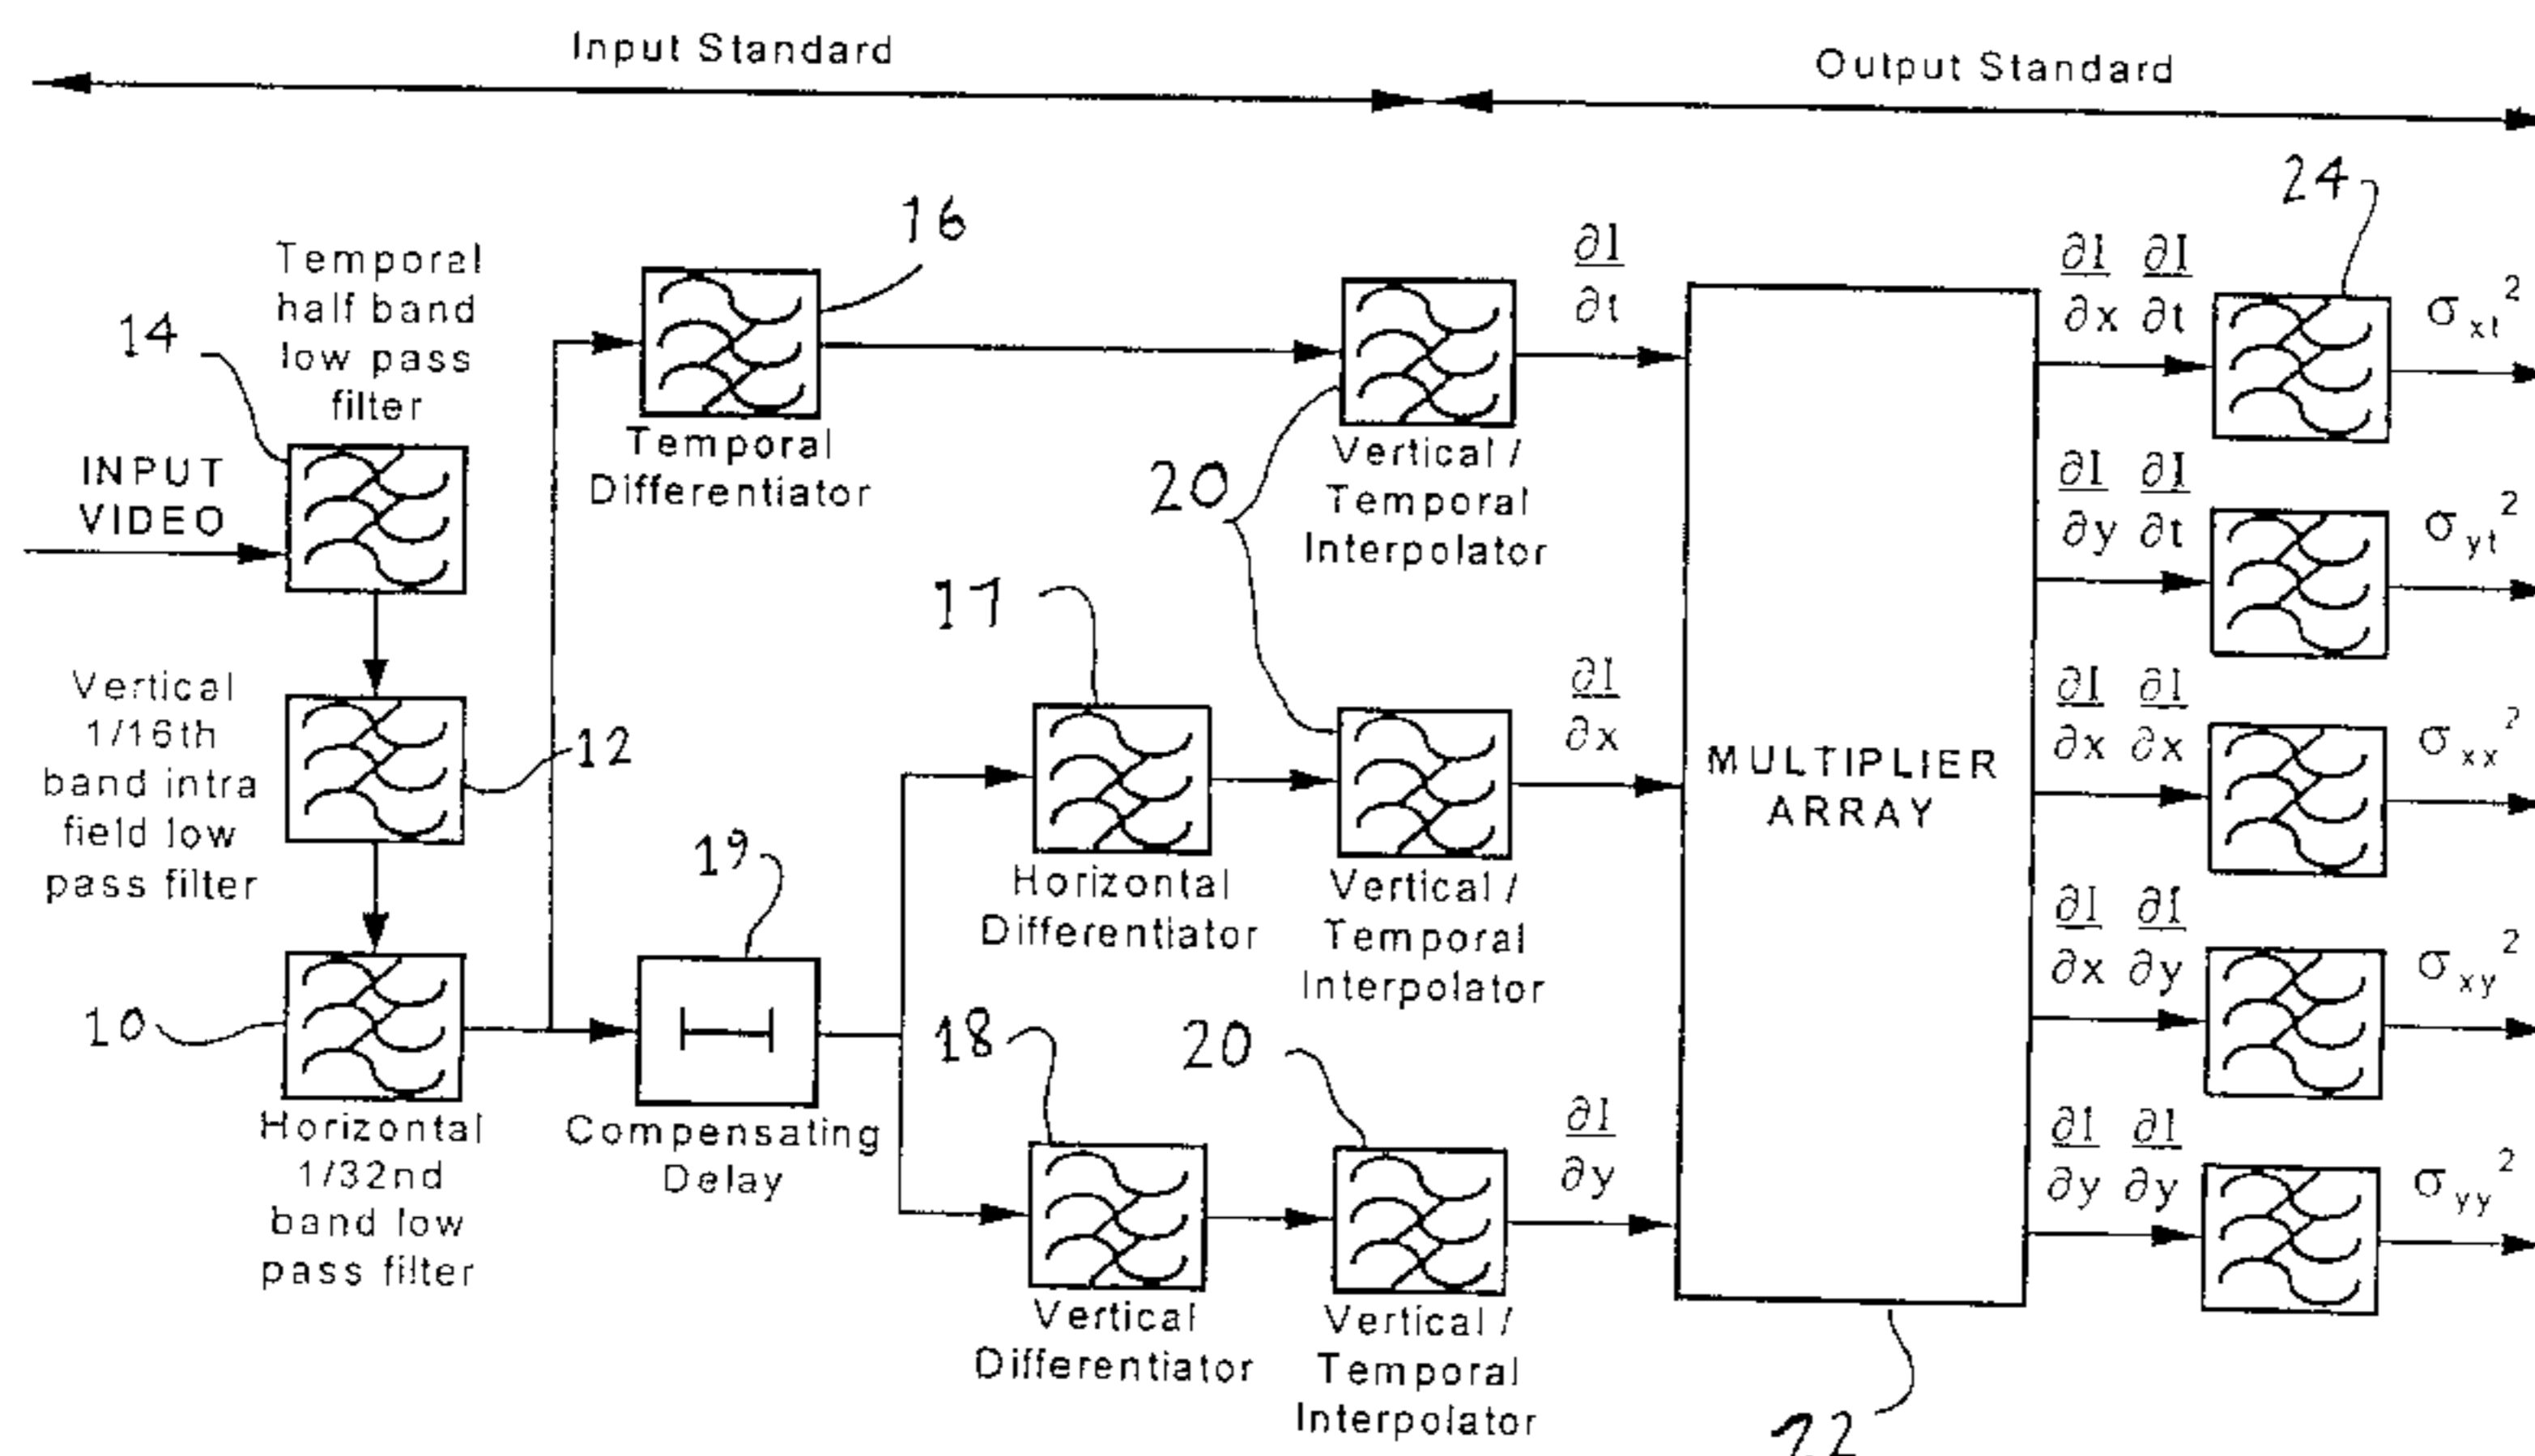 Input Standard
Output Standard
24
16
Temporal
half band
low pass
filter
14
INPUT
VIDEO
Temporal
Differentiator
20
Vertical /
Temporal
Interpolator
∂I
∂t
∂I ∂I
∂x ∂t
σxt²
∂I ∂I
∂y ∂t
σyt²
Vertical
1/16th
band intra
field low
pass filter
12
17
Horizontal
Differentiator
Vertical /
Temporal
Interpolator
∂I
∂x
MULTIPLIER
ARRAY
∂I ∂I
∂x ∂x
σxx²
19
10
Horizontal
1/32nd
band low
pass filter
Compensating
Delay
18
20
Vertical
Differentiator
Vertical /
Temporal
Interpolator
∂I
∂y
∂I ∂I
∂x ∂y
σxy²
∂I ∂I
∂y ∂y
σyy²
22